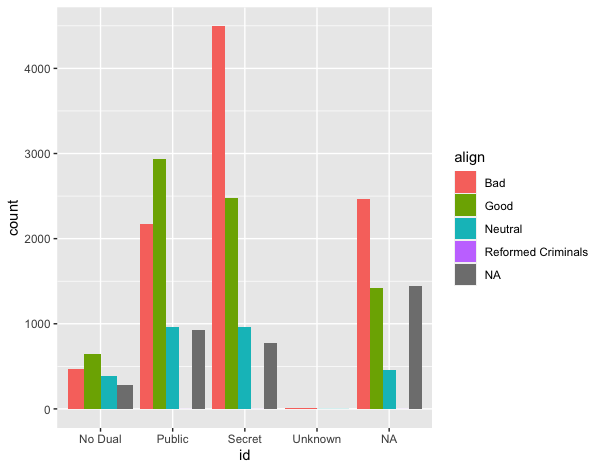 4000
3000
2000
1000
0
count
No Dual
Public
Secret
Unknown
NA
id
align
Bad
Good
Neutral
Reformed Criminals
NA